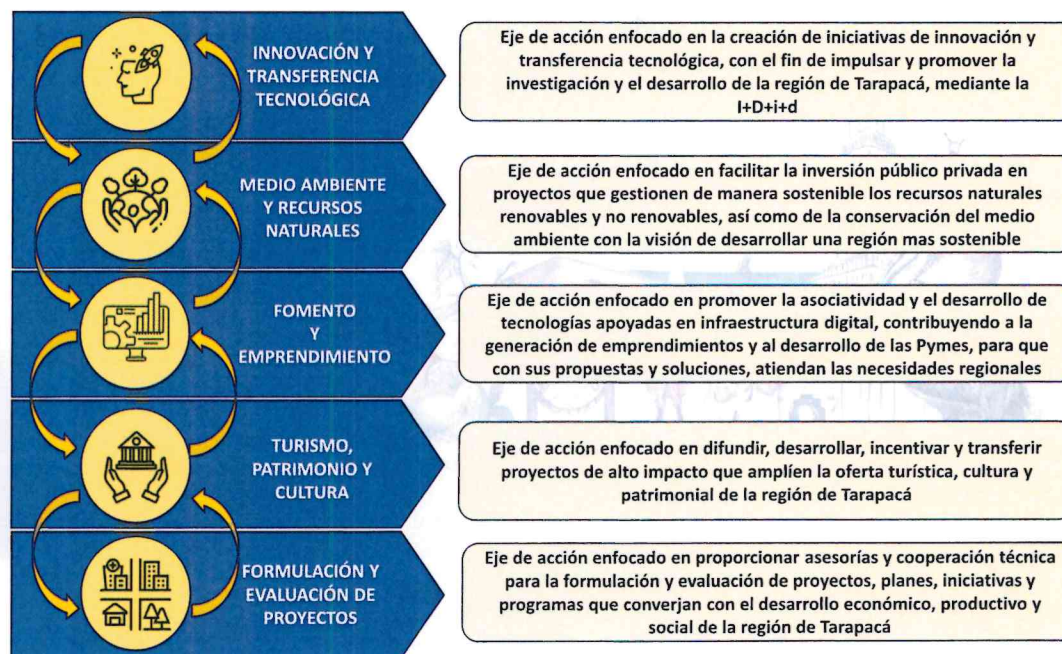 INNOVACIÓN Y
TRANSFERENCIA
TECNOLÓGICA
Eje de acción enfocado en la creación de iniciativas de innovación y
transferencia tecnológica, con el fin de impulsar y promover la
investigación y el desarrollo de la región de Tarapacá, mediante la
I+D+i+d
MEDIO AMBIENTE
Y RECURSOS
NATURALES
Eje de acción enfocado en facilitar la inversión público privada en
proyectos que gestionen de manera sostenible los recursos naturales
renovables y no renovables, así como de la conservación del medio
ambiente con la visión de desarrollar una región mas sostenible
FOMENTO
Y
EMPRENDIMIENTO
Eje de acción enfocado en promover la asociatividad y el desarrollo de
tecnologías apoyadas en infraestructura digital, contribuyendo a la
generación de emprendimientos y al desarrollo de las Pymes, para que
con sus propuestas y soluciones, atiendan las necesidades regionales
TURISMO,
PATRIMONIO Y
CULTURA
Eje de acción enfocado en difundir, desarrollar, incentivar y transferir
proyectos de alto impacto que amplíen la oferta turística, cultura y
patrimonial de la región de Tarapacá
FORMULACIÓN Y
EVALUACIÓN DE
PROYECTOS
Eje de acción enfocado en proporcionar asesorías y cooperación técnica
para la formulación y evaluación de proyectos, planes, iniciativas y
programas que converjan con el desarrollo económico, productivo y
social de la región de Tarapacá